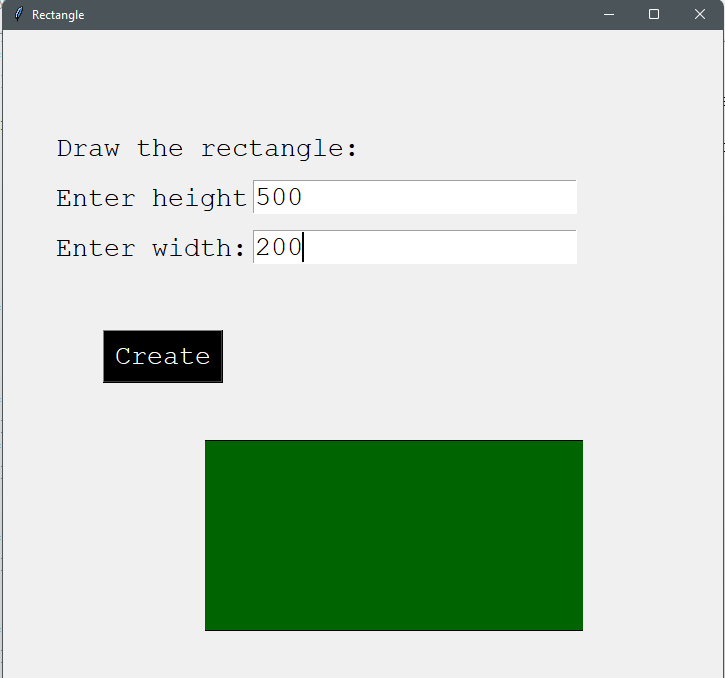 Rectangle
Draw the rectangle:
Enter height 500
Enter width: 200
Create